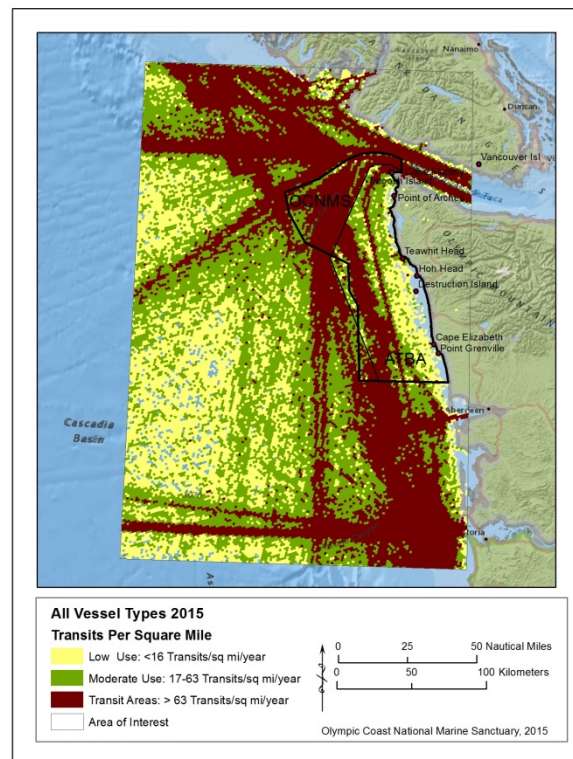 Nanaimo
Duncan
Vancouver Isl
OCNMS
Point of Arches
Teawhit Head
Hoh Head
Destruction Island
Cape Elizabeth
Point Grenville
ATBA
Cascadia
Basin
All Vessel Types 2015
Transits Per Square Mile
Low Use: <16 Transits/sq mi/year
Moderate Use: 17-63 Transits/sq mi/year
Transit Areas: > 63 Transits/sq mi/year
Area of Interest
0 25 50 Nautical Miles
0 50 100 Kilometers
Olympic Coast National Marine Sanctuary, 2015